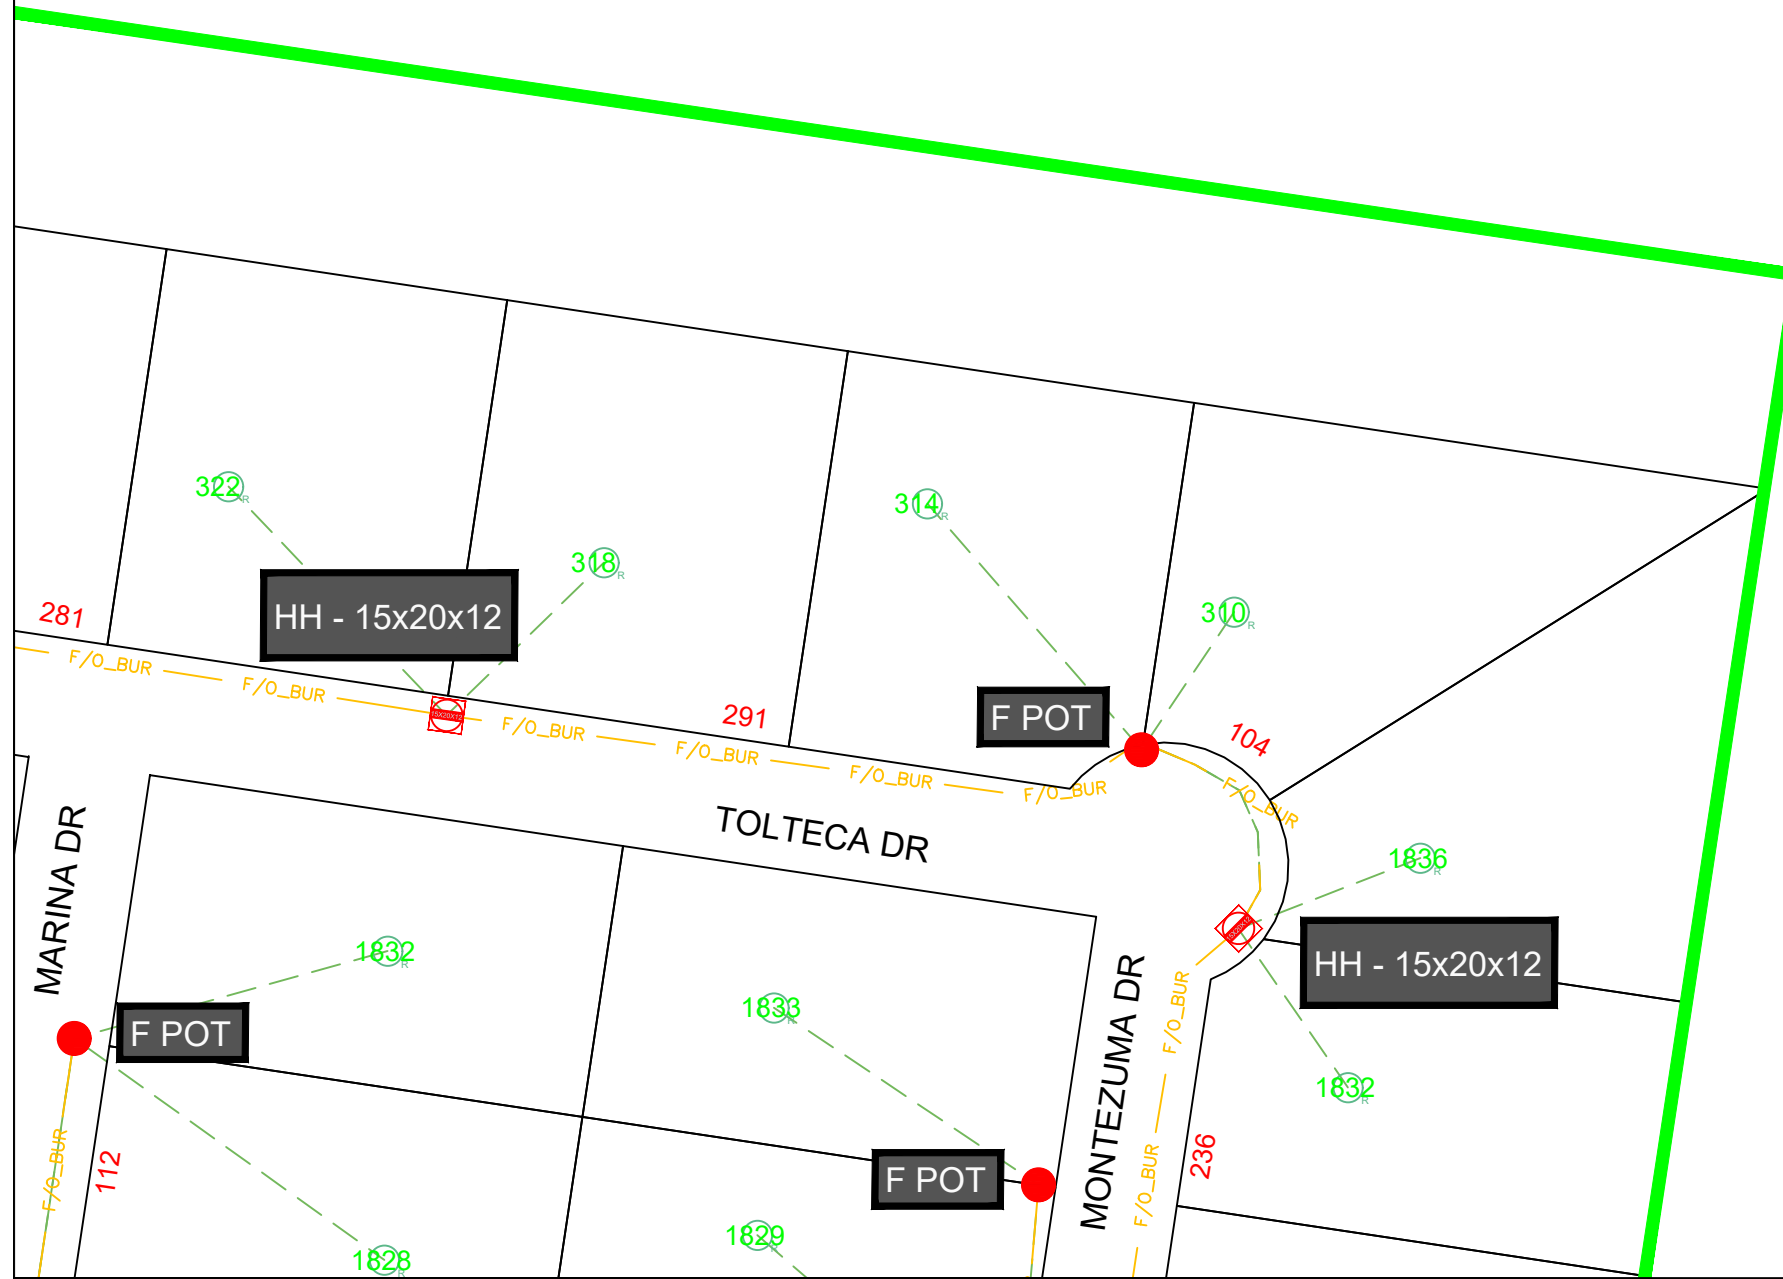 322
R
318
R
314
R
310
R
281
HH - 15x20x12
F/O_BUR
F/O_BUR
15X20X12
F/O_BUR
291
F/O_BUR
F/O_BUR
F POT
104
F/O_BUR
F/O_BUR
TOLTECA DR
MARINA DR
1836
R
15X20X12
HH - 15x20x12
1832
R
F POT
1833
R
MONTEZUMA DR
F/O_BUR
1832
R
F/O_BUR
112
F POT
F/O_BUR
236
1829
R
1828
R